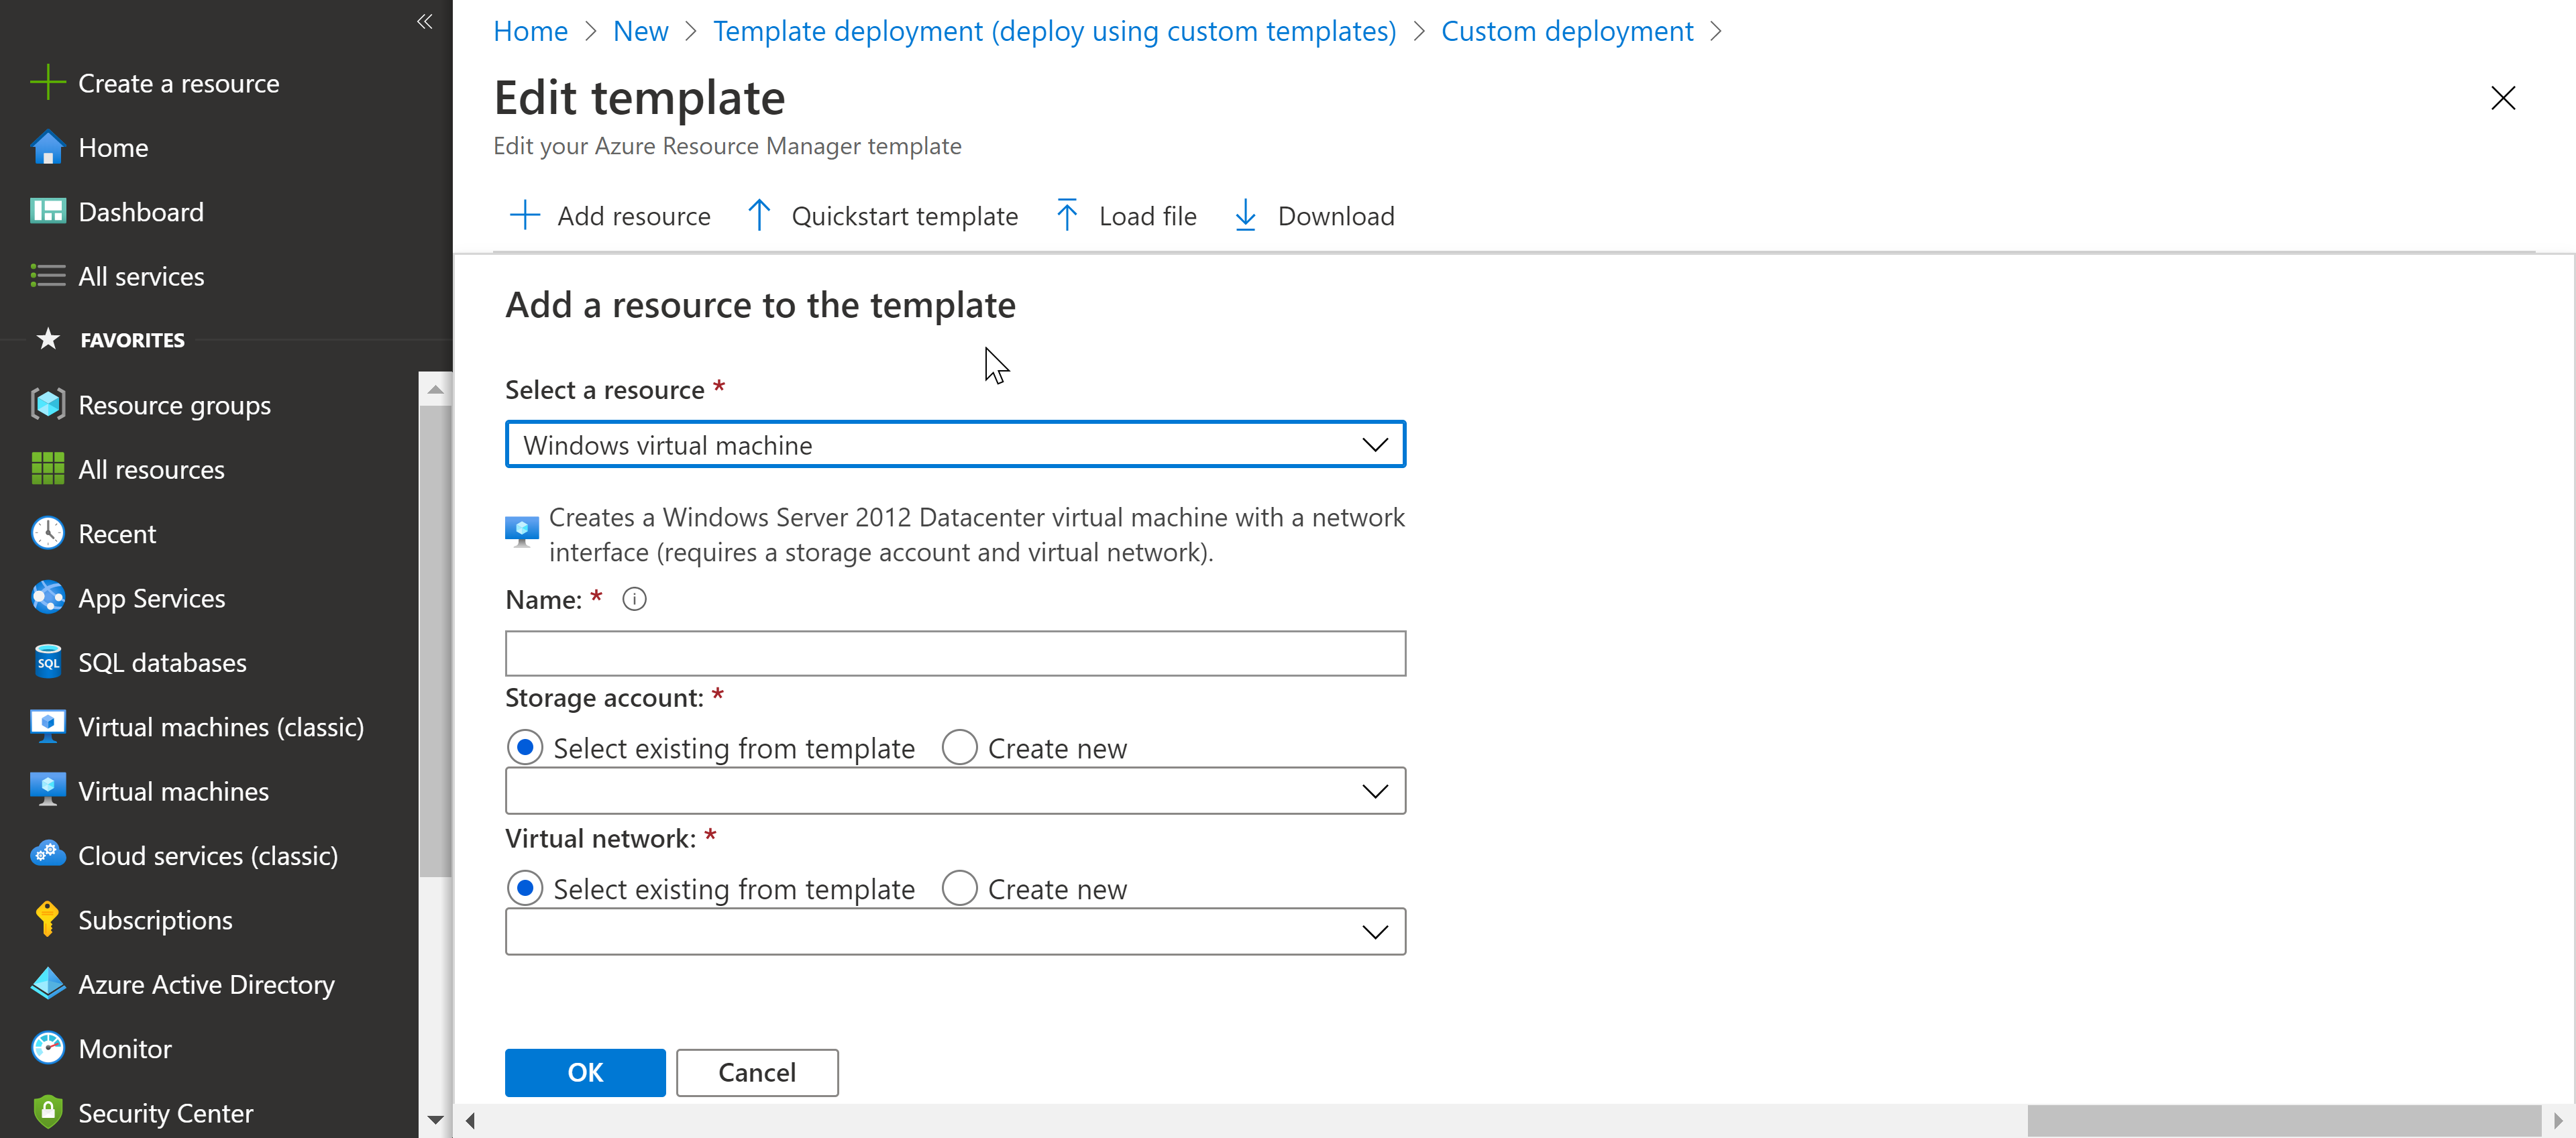 Create a resource
Home
Dashboard
All services
FAVORITES
Resource groups
All resources
Recent
App Services
SQL
SQL databases
Virtual machines (classic)
Virtual machines
Cloud services (classic)
Subscriptions
Azure Active Directory
Monitor
Security Center
Home > New > Template deployment (deploy using custom templates) > Custom deployment >
Edit template
Edit your Azure Resource Manager template
Add resource Quickstart template Load file Download
Add a resource to the template
Select a resource *
Windows virtual machine
Creates a Windows Server 2012 Datacenter virtual machine with a network
interface (requires a storage account and virtual network).
Name: *
Storage account: *
Select existing from template Create new
Virtual network: *
Select existing from template Create new
OK Cancel